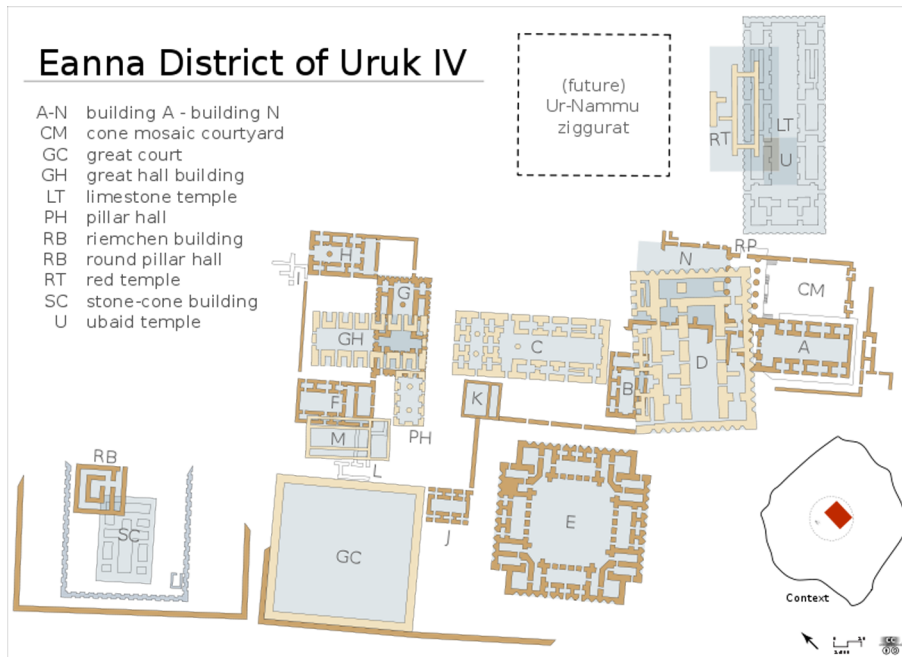 Eanna District of Uruk IV
A-N building A - building N
CM cone mosaic courtyard
GC great court
GH great hall building
LT limestone temple
PH pillar hall
RB riemchen building
RB round pillar hall
RT red temple
SC stone-cone building
U ubaid temple
(future)
Ur-Nammu
ziggurat
RT
LT
U
H
I
G
GH
F
M
L
PH
C
K
B
N
RP
D
CM
A
RB
SC
GC
J
E
Context